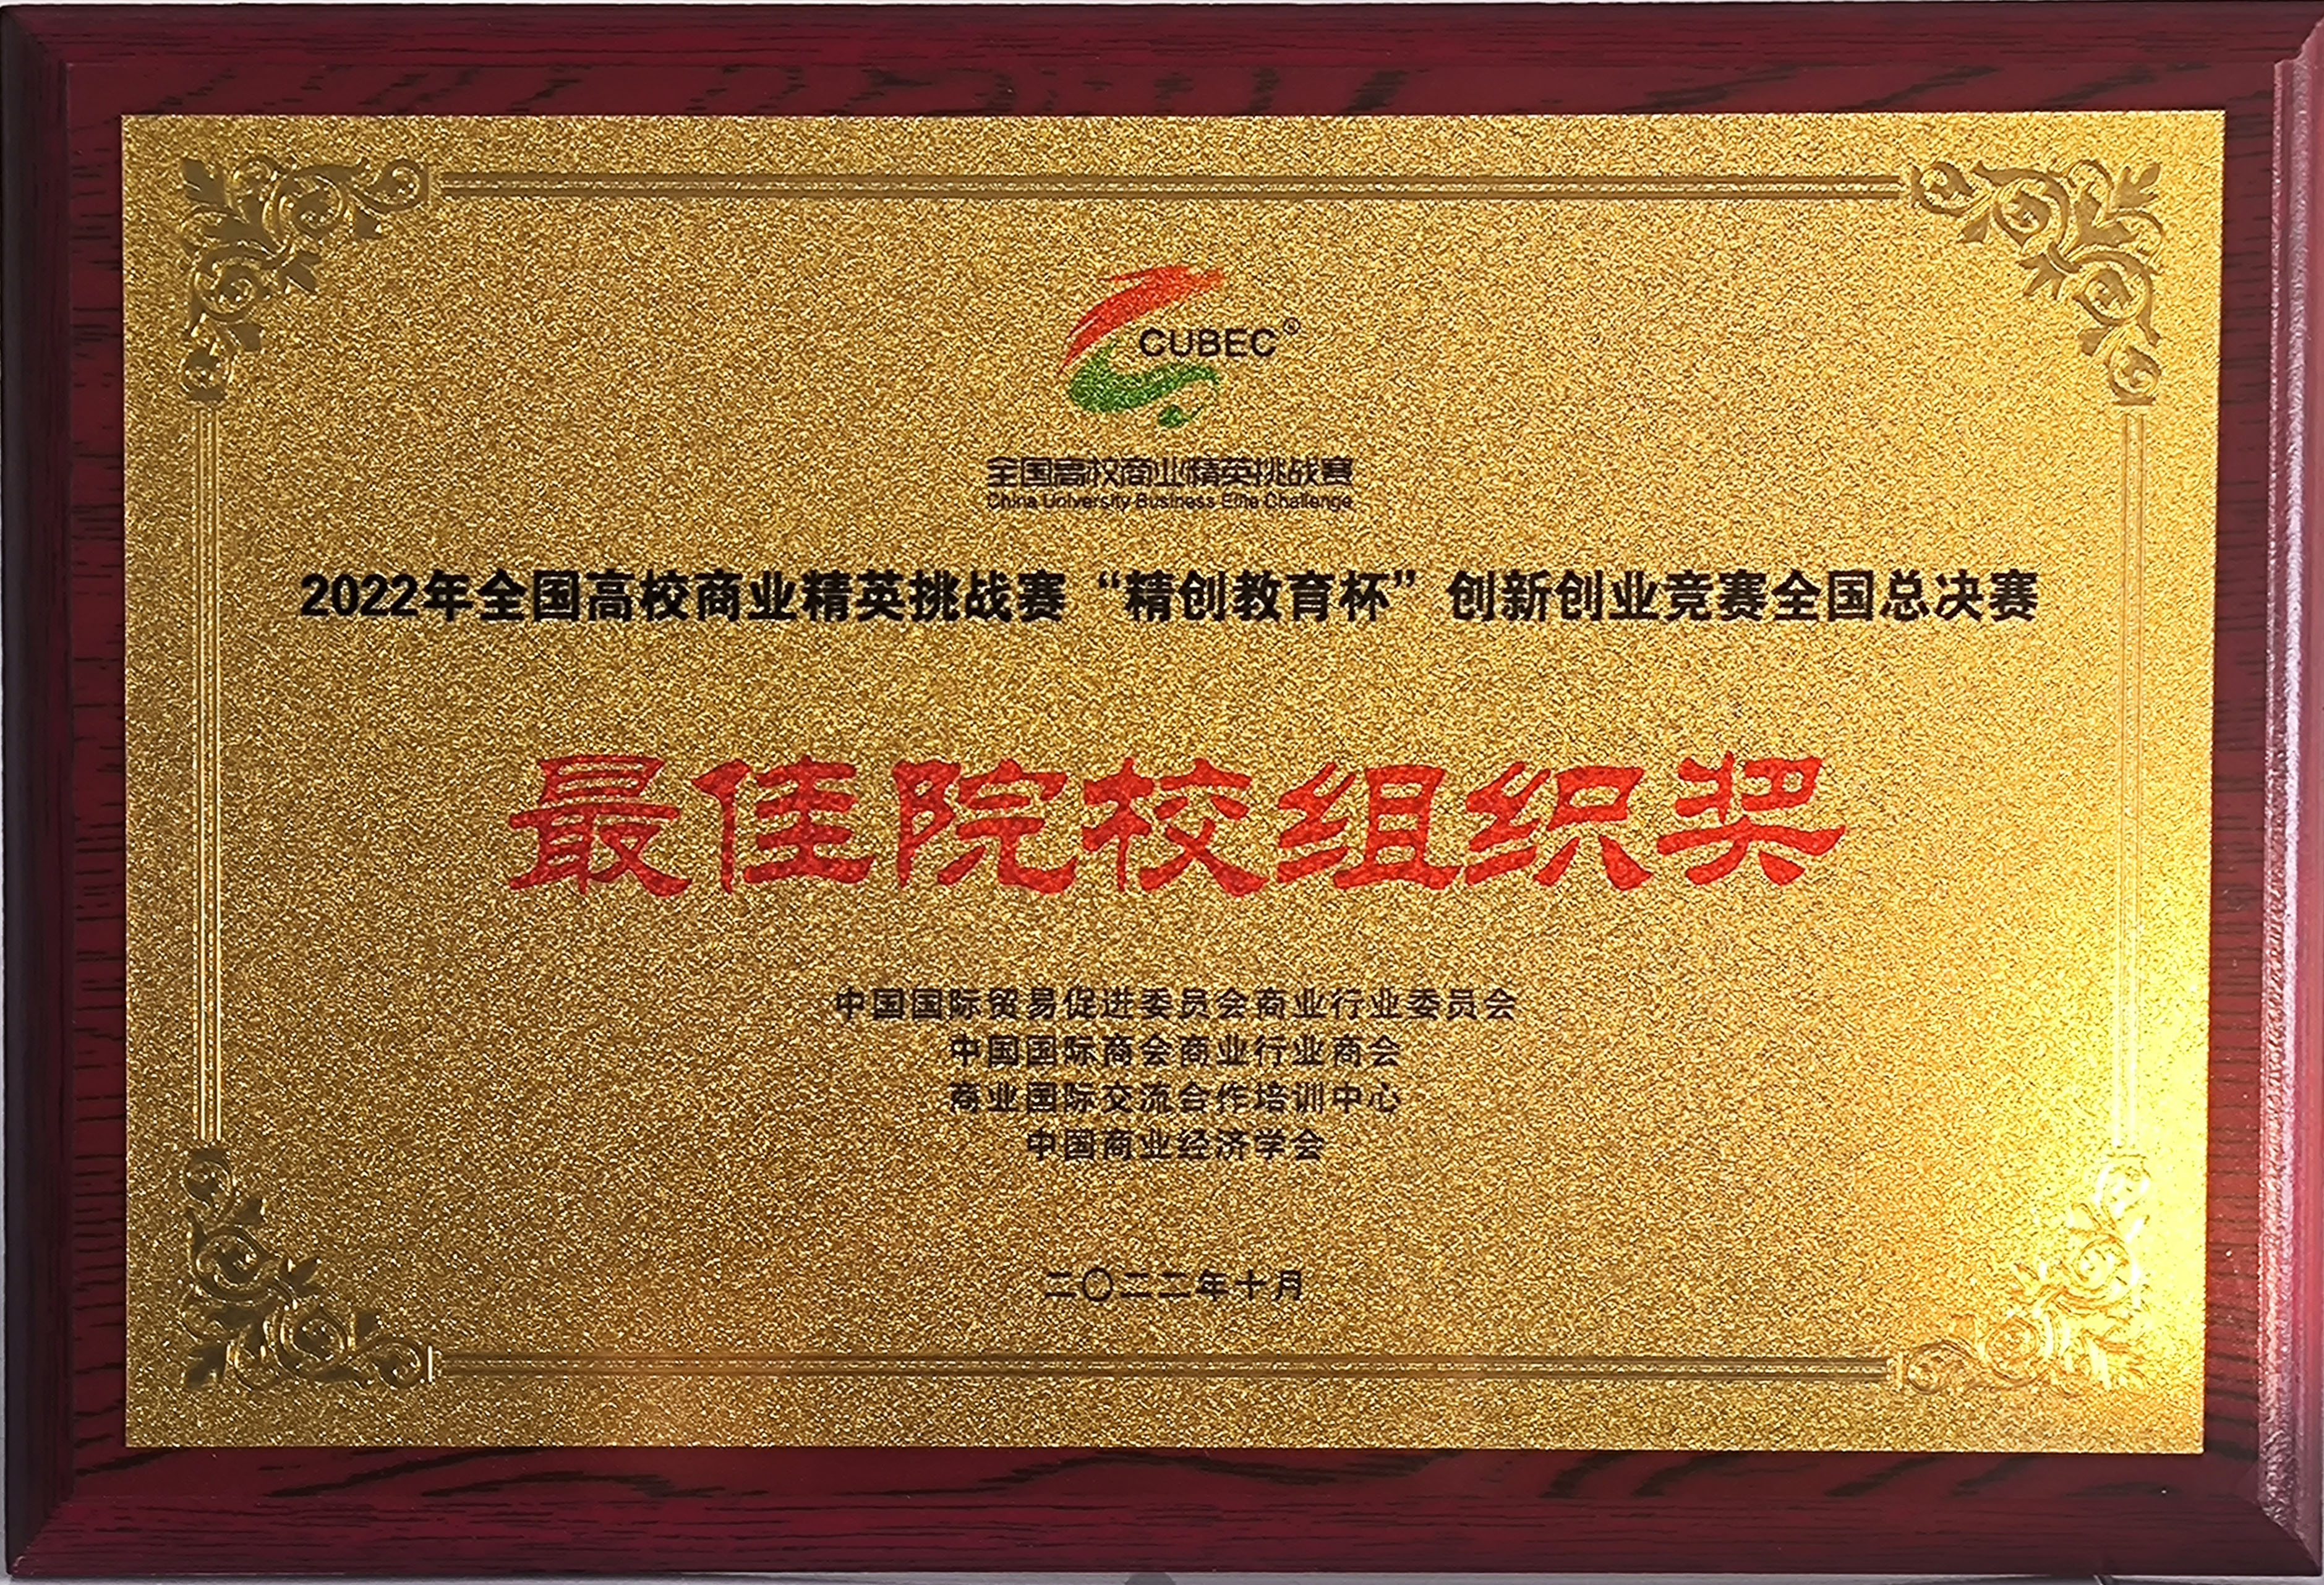 CUBEC®
全国高校商业精英挑战赛
China University Business Elite Challenge
2022年全国高校商业精英挑战赛“精创教育杯”创新创业竞赛全国总决赛
最佳院校组织奖
中国国际贸易促进委员会商业行业委员会
中国国际商会商业行业商会
商业国际交流合作培训中心
中国商业经济学会
二〇二二年十月